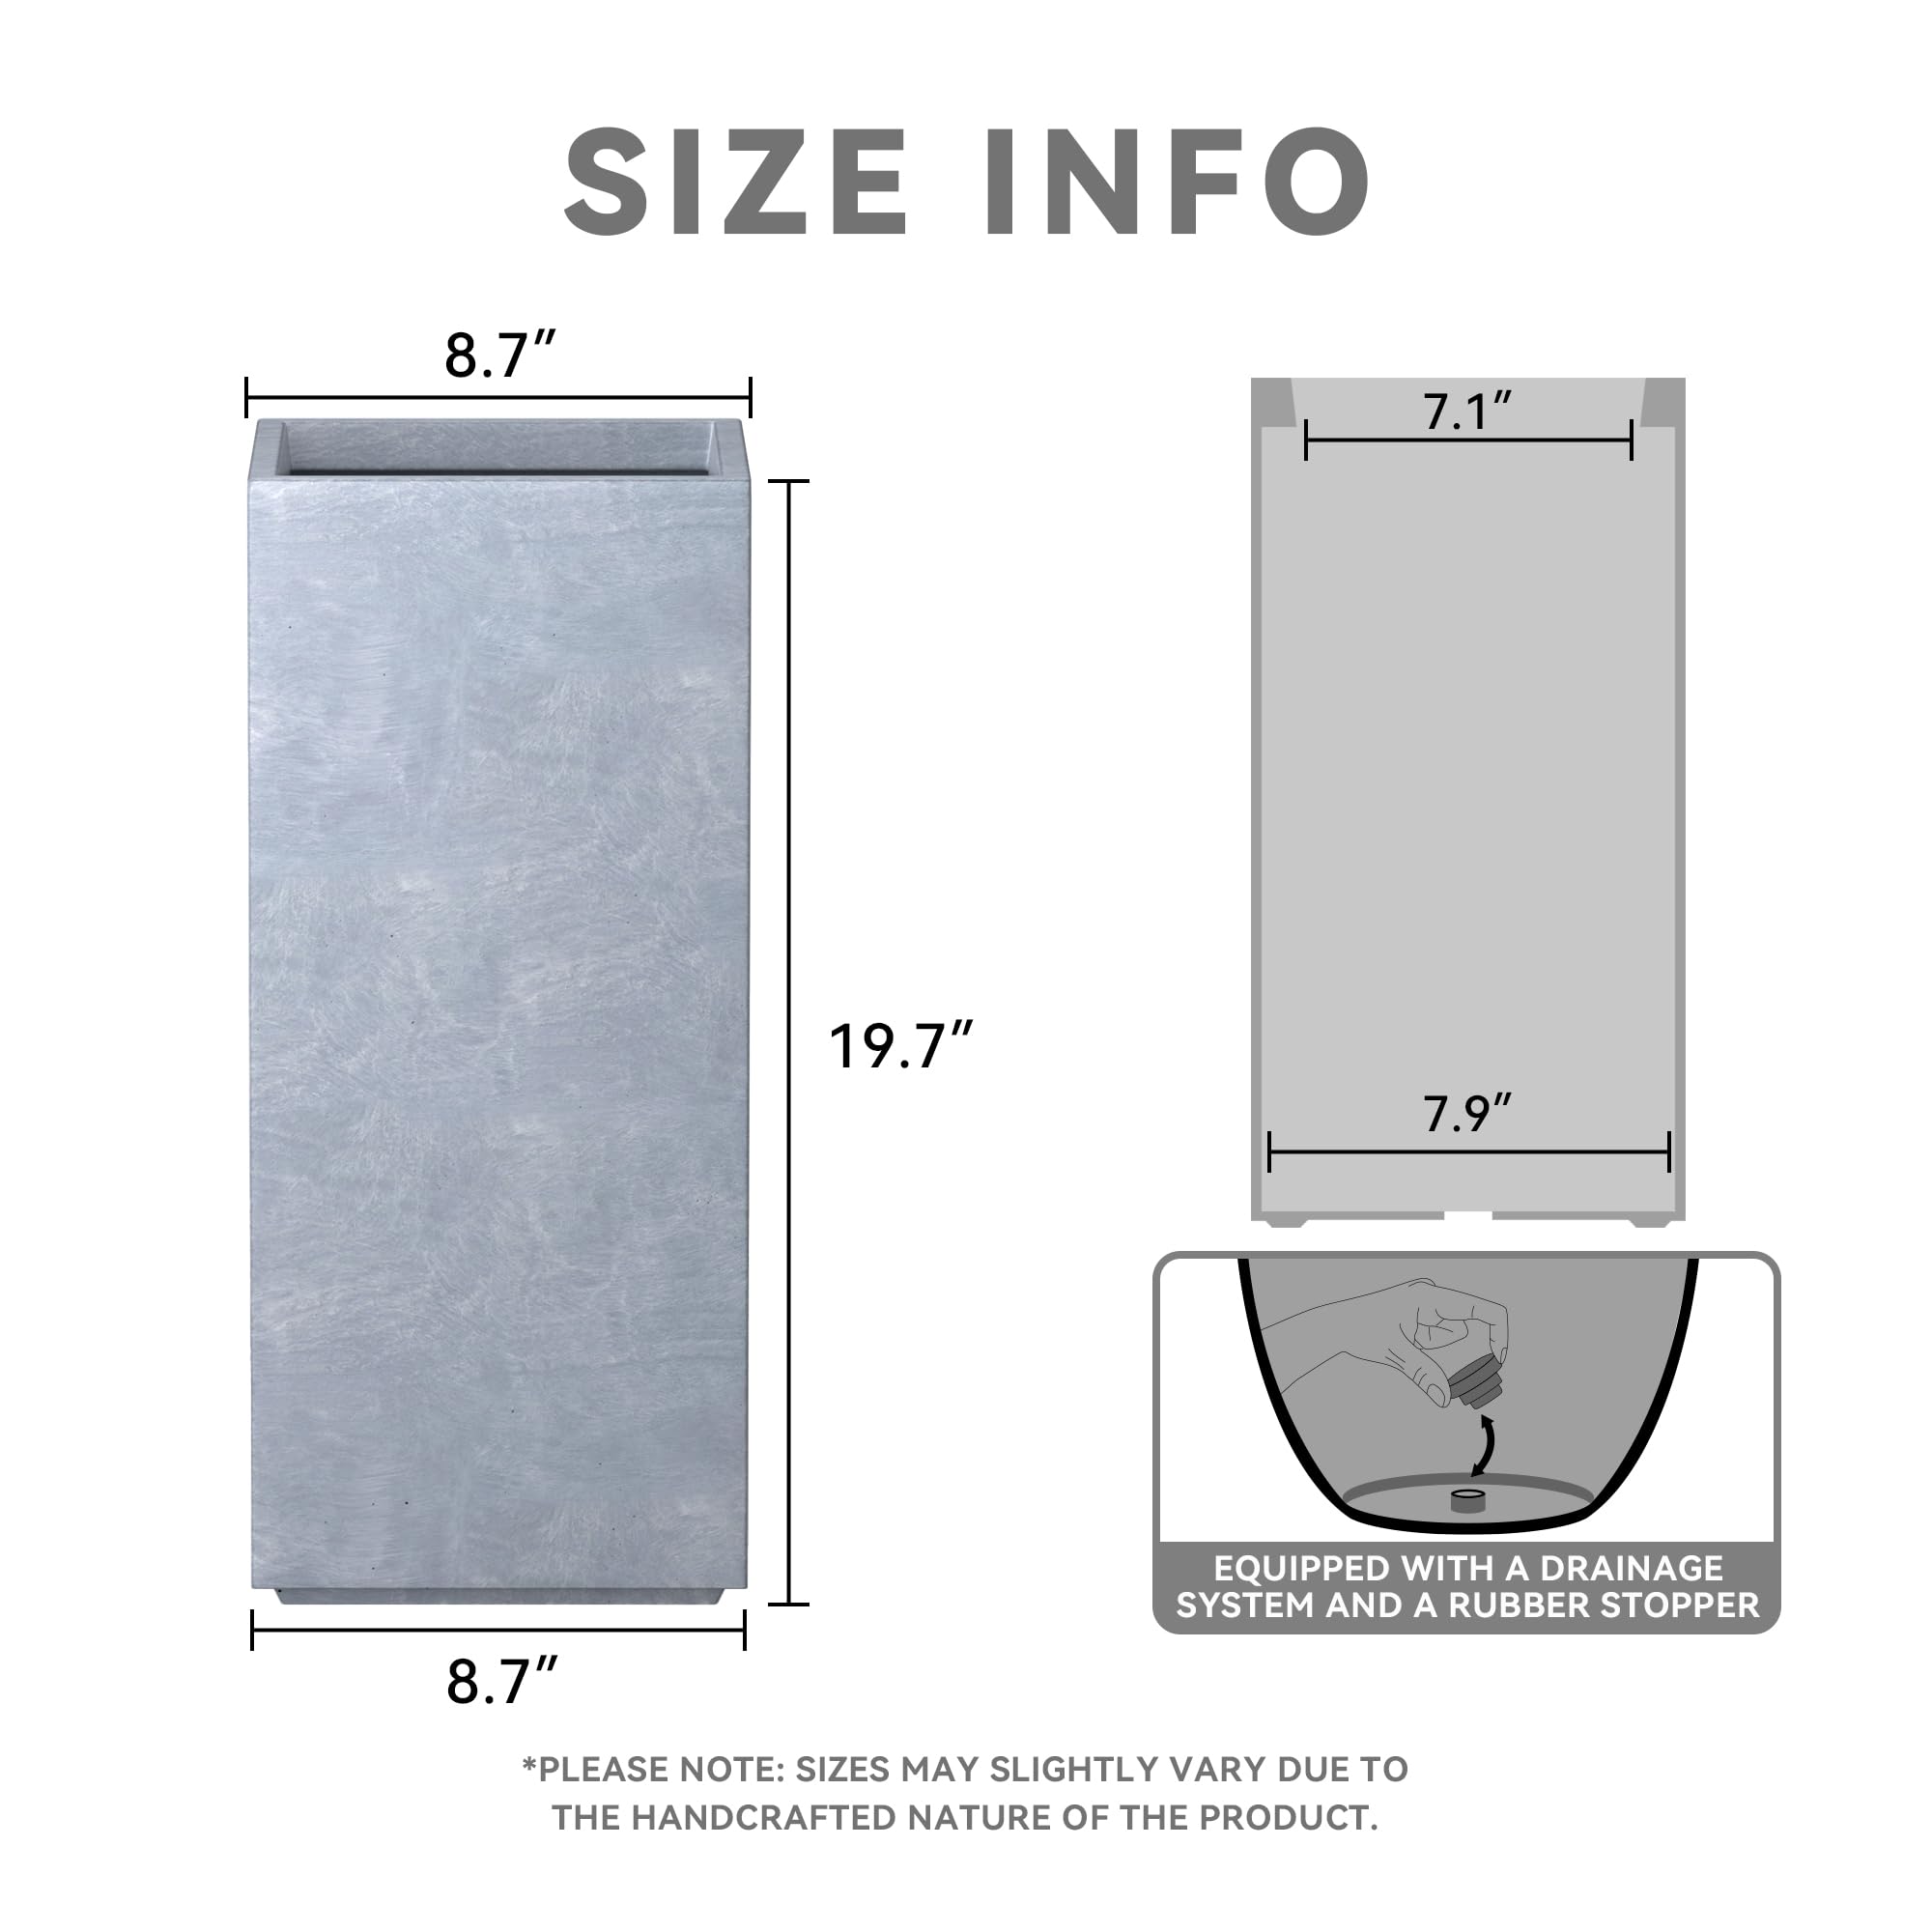 SIZE INFO
8.7"
7.1"
19.7"
7.9"
EQUIPPED WITH A DRAINAGE
SYSTEM AND A RUBBER STOPPER
8.7"
*PLEASE NOTE: SIZES MAY SLIGHTLY VARY DUE TO
THE HANDCRAFTED NATURE OF THE PRODUCT.